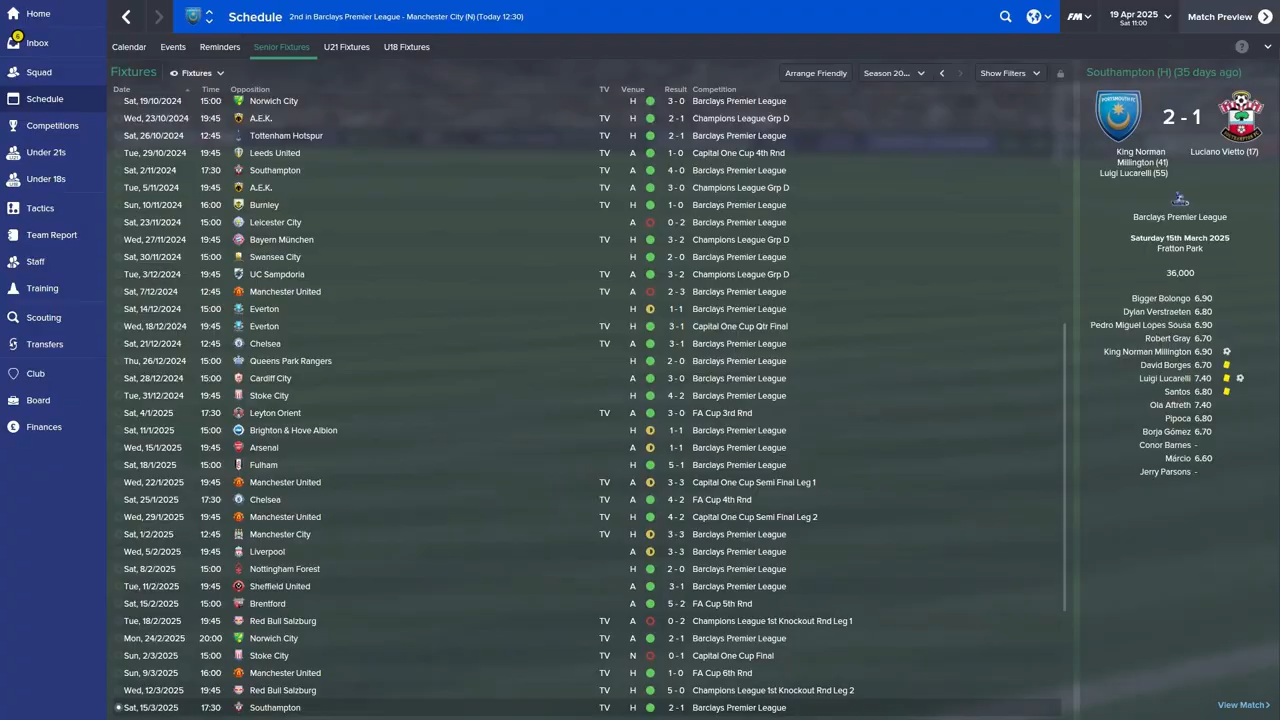 Home
Schedule
2nd in Barclays Premier League - Manchester City (N) (Today 12:30)
FM
19 Apr 2025
Sat 11:00
Match Preview
6
Inbox
Squad
Schedule
Competitions
Under 21s
Under 18s
Tactics
Team Report
Staff
Training
Scouting
Transfers
Club
Board
Finances
Calendar
Events
Reminders
Senior Fixtures
U21 Fixtures
U18 Fixtures
?
Fixtures
Fixtures
Arrange Friendly
Season 20...
Show Filters
Date Time Opposition TV Venue Result Competition
Sat, 19/10/2024 15:00 Norwich City H 3 - 0 Barclays Premier League
Wed, 23/10/2024 19:45 A.E.K. TV H 2 - 1 Champions League Grp D
Sat, 26/10/2024 12:45 Tottenham Hotspur TV H 2 - 1 Barclays Premier League
Tue, 29/10/2024 19:45 Leeds United TV A 1 - 0 Capital One Cup 4th Rnd
Sat, 2/11/2024 17:30 Southampton TV A 4 - 0 Barclays Premier League
Tue, 5/11/2024 19:45 A.E.K. TV A 3 - 0 Champions League Grp D
Sun, 10/11/2024 16:00 Burnley TV H 1 - 0 Barclays Premier League
Sat, 23/11/2024 15:00 Leicester City A 0 - 2 Barclays Premier League
Wed, 27/11/2024 19:45 Bayern München TV H 3 - 2 Champions League Grp D
Sat, 30/11/2024 15:00 Swansea City H 2 - 0 Barclays Premier League
Tue, 3/12/2024 19:45 UC Sampdoria TV A 3 - 2 Champions League Grp D
Sat, 7/12/2024 12:45 Manchester United TV A 2 - 3 Barclays Premier League
Sat, 14/12/2024 15:00 Everton H 1 - 1 Barclays Premier League
Wed, 18/12/2024 19:45 Everton TV H 3 - 1 Capital One Cup Qtr Final
Sat, 21/12/2024 12:45 Chelsea TV A 3 - 1 Barclays Premier League
Thu, 26/12/2024 15:00 Queens Park Rangers H 2 - 0 Barclays Premier League
Sat, 28/12/2024 15:00 Cardiff City A 3 - 0 Barclays Premier League
Tue, 31/12/2024 19:45 Stoke City H 4 - 2 Barclays Premier League
Sat, 4/1/2025 17:30 Leyton Orient TV A 3 - 0 FA Cup 3rd Rnd
Sat, 11/1/2025 15:00 Brighton & Hove Albion H 1 - 1 Barclays Premier League
Wed, 15/1/2025 19:45 Arsenal A 1 - 1 Barclays Premier League
Sat, 18/1/2025 15:00 Fulham H 5 - 1 Barclays Premier League
Wed, 22/1/2025 19:45 Manchester United TV A 3 - 3 Capital One Cup Semi Final Leg 1
Sat, 25/1/2025 17:30 Chelsea TV A 4 - 2 FA Cup 4th Rnd
Wed, 29/1/2025 19:45 Manchester United TV H 4 - 2 Capital One Cup Semi Final Leg 2
Sat, 1/2/2025 12:45 Manchester City TV H 3 - 3 Barclays Premier League
Wed, 5/2/2025 19:45 Liverpool A 3 - 3 Barclays Premier League
Sat, 8/2/2025 15:00 Nottingham Forest H 2 - 0 Barclays Premier League
Tue, 11/2/2025 19:45 Sheffield United A 3 - 1 Barclays Premier League
Sat, 15/2/2025 15:00 Brentford A 5 - 2 FA Cup 5th Rnd
Tue, 18/2/2025 19:45 Red Bull Salzburg TV A 0 - 2 Champions League 1st Knockout Rnd Leg 1
Mon, 24/2/2025 20:00 Norwich City TV A 2 - 1 Barclays Premier League
Sun, 2/3/2025 15:00 Stoke City TV N 0 - 1 Capital One Cup Final
Sun, 9/3/2025 16:00 Manchester United TV H 1 - 0 FA Cup 6th Rnd
Wed, 12/3/2025 19:45 Red Bull Salzburg TV H 5 - 0 Champions League 1st Knockout Rnd Leg 2
Sat, 15/3/2025 17:30 Southampton TV H 2 - 1 Barclays Premier League
Southampton (H) (35 days ago)
PORTSMOUTH FC
2 - 1
King Norman
Millington (41)
Luigi Lucarelli (55)
Luciano Vietto (17)
Barclays Premier League
Saturday 15th March 2025
Fratton Park
36,000
Bigger Bolongo 6.90
Dylan Verstraeten 6.80
Pedro Miguel Lopes Sousa 6.90
Robert Gray 6.70
King Norman Millington 6.90
David Borges 6.70
Luigi Lucarelli 7.40
Santos 6.80
Ola Aftreth 7.40
Pipoca 6.80
Borja Gómez 6.70
Conor Barnes -
Márcio 6.60
Jerry Parsons -
View Match